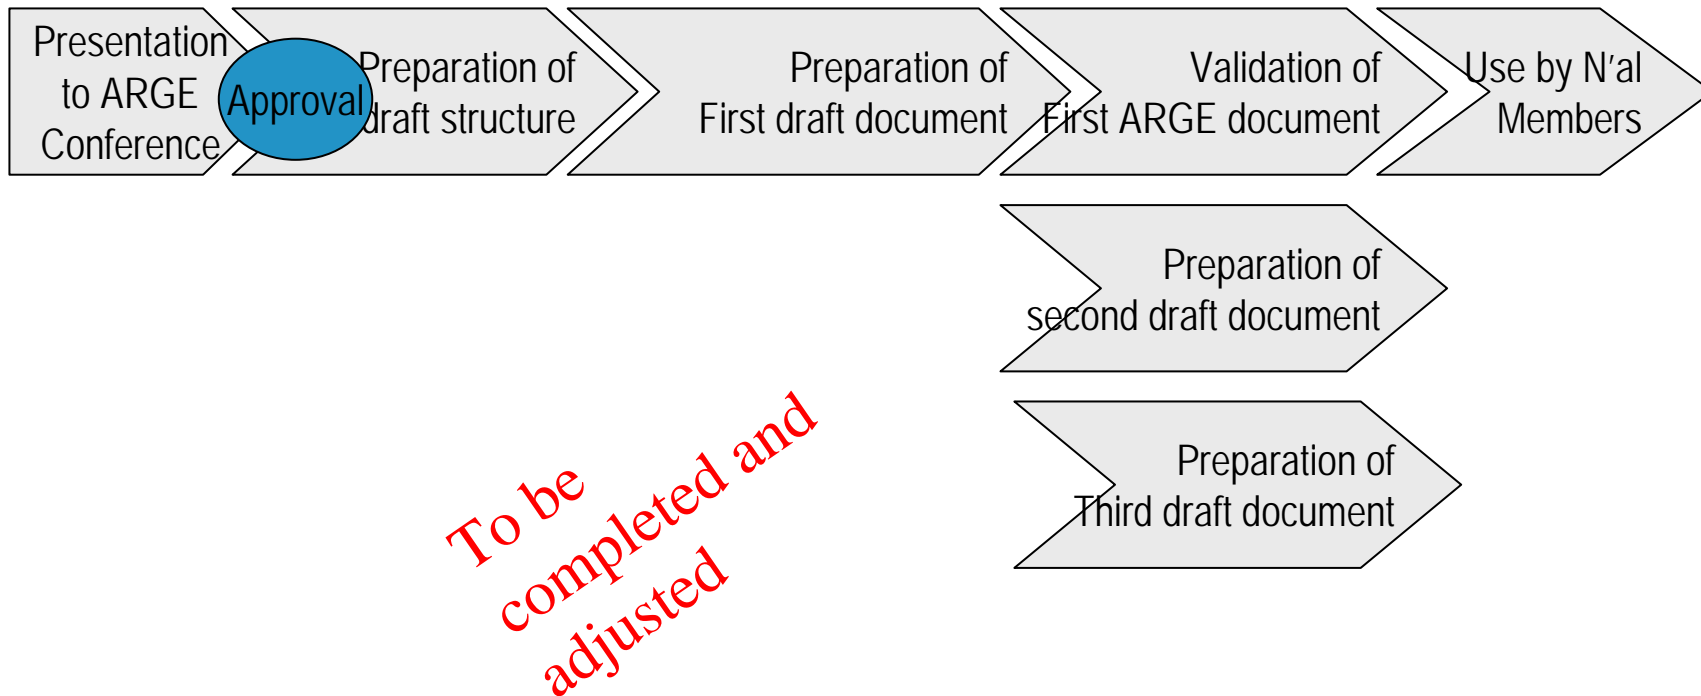 Presentation
to ARGE
Conference
Approval
Preparation of
draft structure
Preparation of
First draft document
Validation of
First ARGE document
Use by N'al
Members
Preparation of
second draft document
Preparation of
Third draft document
To be
completed and
adjusted